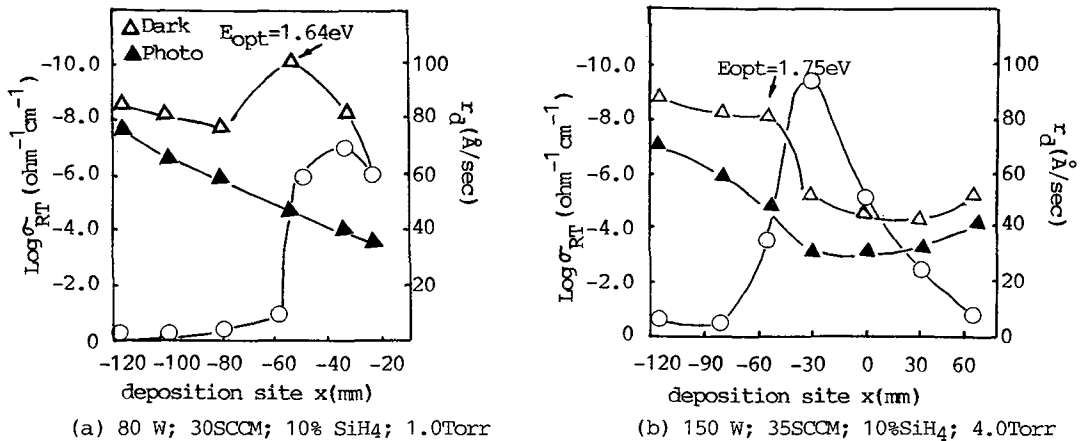 △ Dark
▲ Photo
Eopt=1.64eV
Log σRT (ohm⁻¹cm⁻¹)
-10.0
-8.0
-6.0
-4.0
-2.0
0
100
80
60
40
20
0
rd(Å/sec)
-120 -100 -80 -60 -40 -20
deposition site x(mm)
(a) 80 W; 30SCCM; 10% SiH4; 1.0Torr
Eopt=1.75eV
Log σRT (ohm⁻¹cm⁻¹)
-10.0
-8.0
-6.0
-4.0
-2.0
0
100
80
60
40
20
0
rd(Å/sec)
-120 -90 -60 -30 0 30 60
deposition site x(mm)
(b) 150 W; 35SCCM; 10%SiH4; 4.0Torr